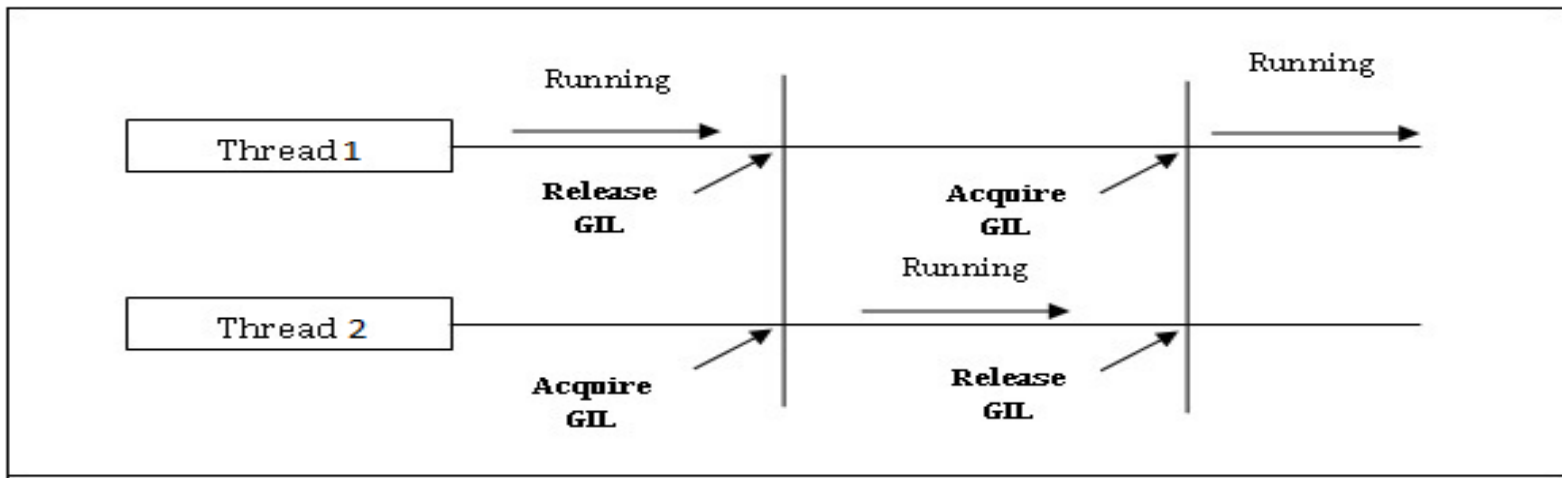 Running
Running
Thread 1
Release
GIL
Acquire
GIL
Running
Thread 2
Acquire
GIL
Release
GIL